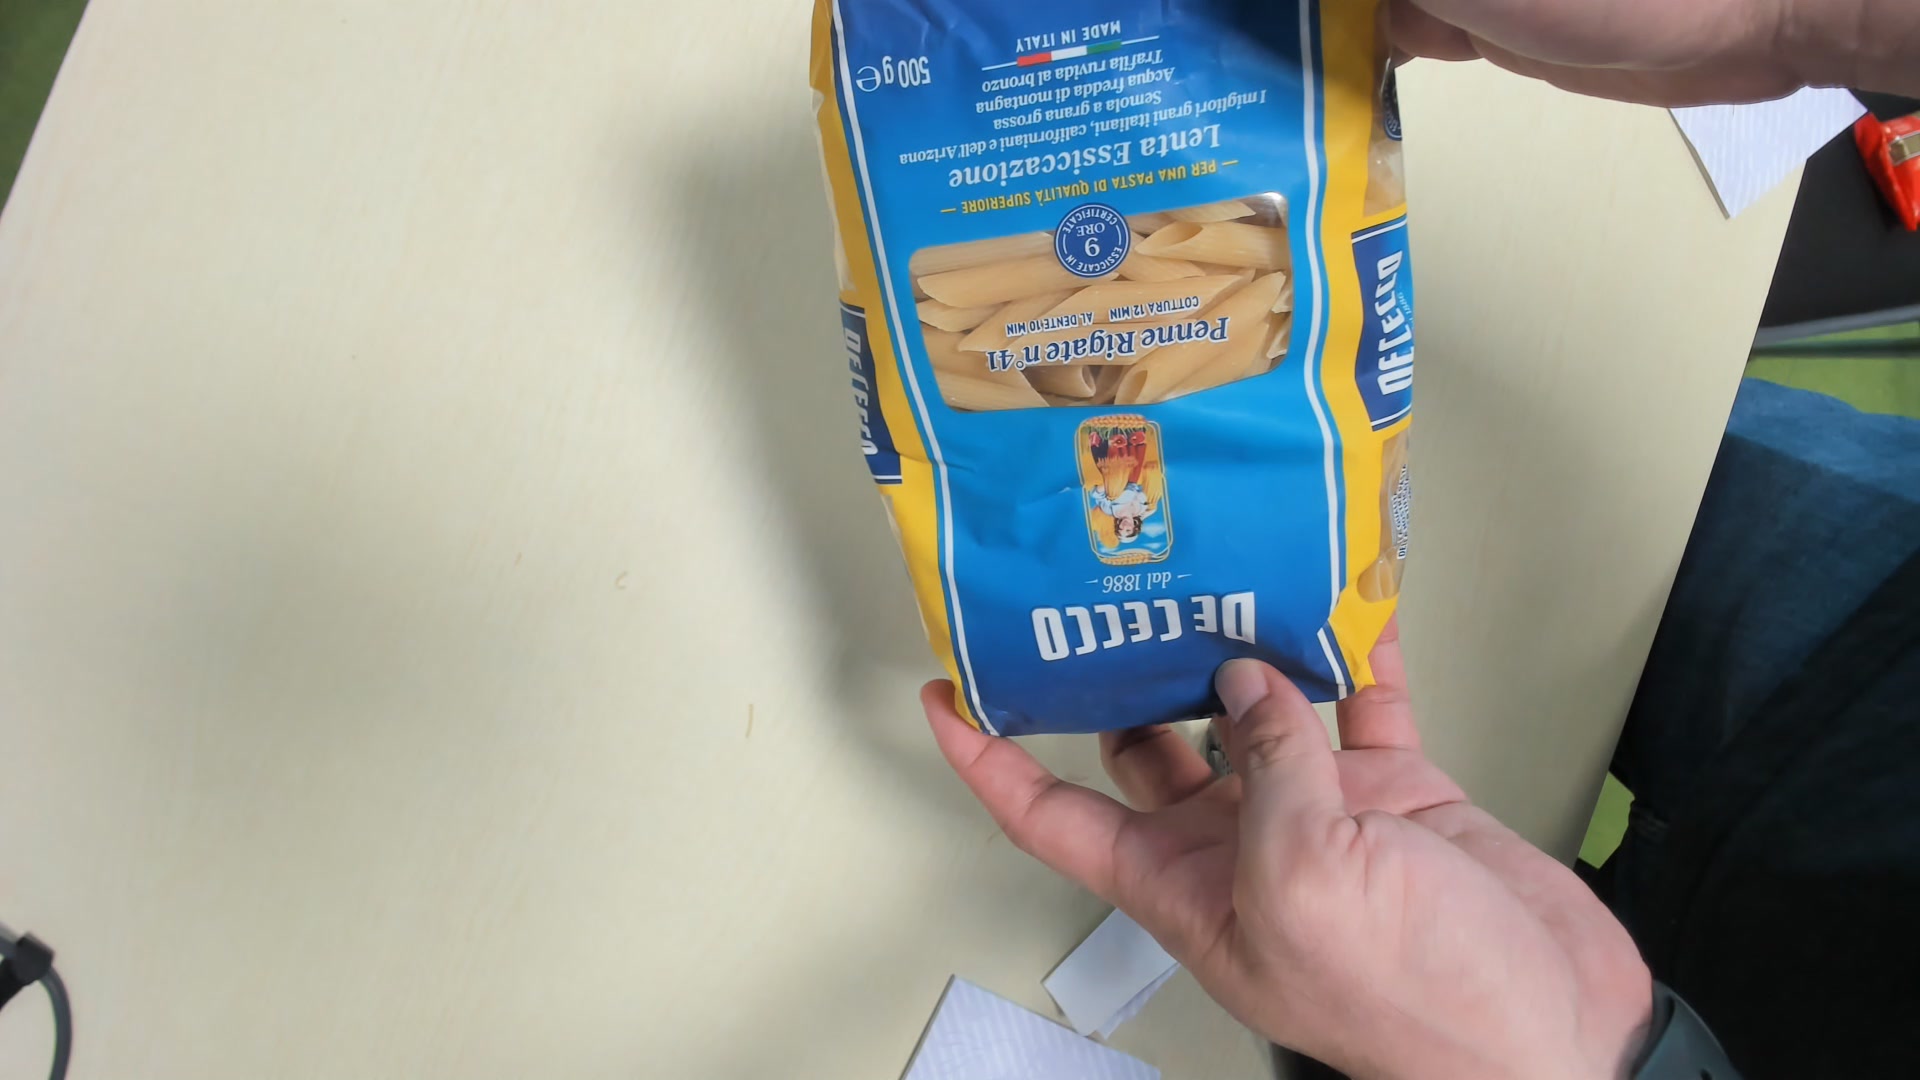 DE CECCO
dal 1886
Penne Rigate n°41
COTTURA 12 MIN AL DENTE 10 MIN
ESSICCATE IN
9
ORE
CERTIFICATE
— PER UNA PASTA DI QUALITÀ SUPERIORE —
Lenta Essiccazione
I migliori grani italiani, californiani e dell'Arizona
Semola a grana grossa
Acqua fredda di montagna
Trafila ruvida al bronzo
MADE IN ITALY
500 g e
DE CECCO
DE CECCO